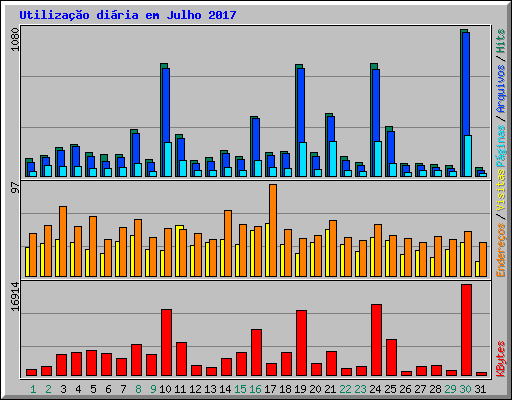 Utilização diária em Julho 2017
1080
97
16914
Endereços / Visitas
Páginas / Arquivos / Hits
KBytes
1 2 3 4 5 6 7 8 9 10 11 12 13 14 15 16 17 18 19 20 21 22 23 24 25 26 27 28 29 30 31